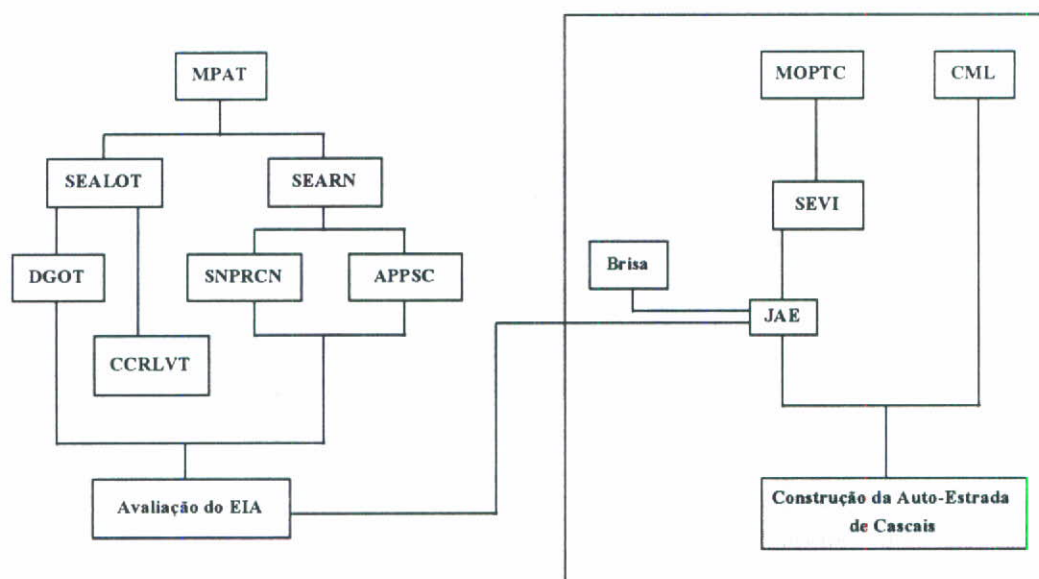 MPAT
SEALOT
SEARN
DGOT
SNPRCN
APPSC
CCRLVT
Avaliação do EIA
MOPTC
CML
SEVI
Brisa
JAE
Construção da Auto-Estrada
de Cascais